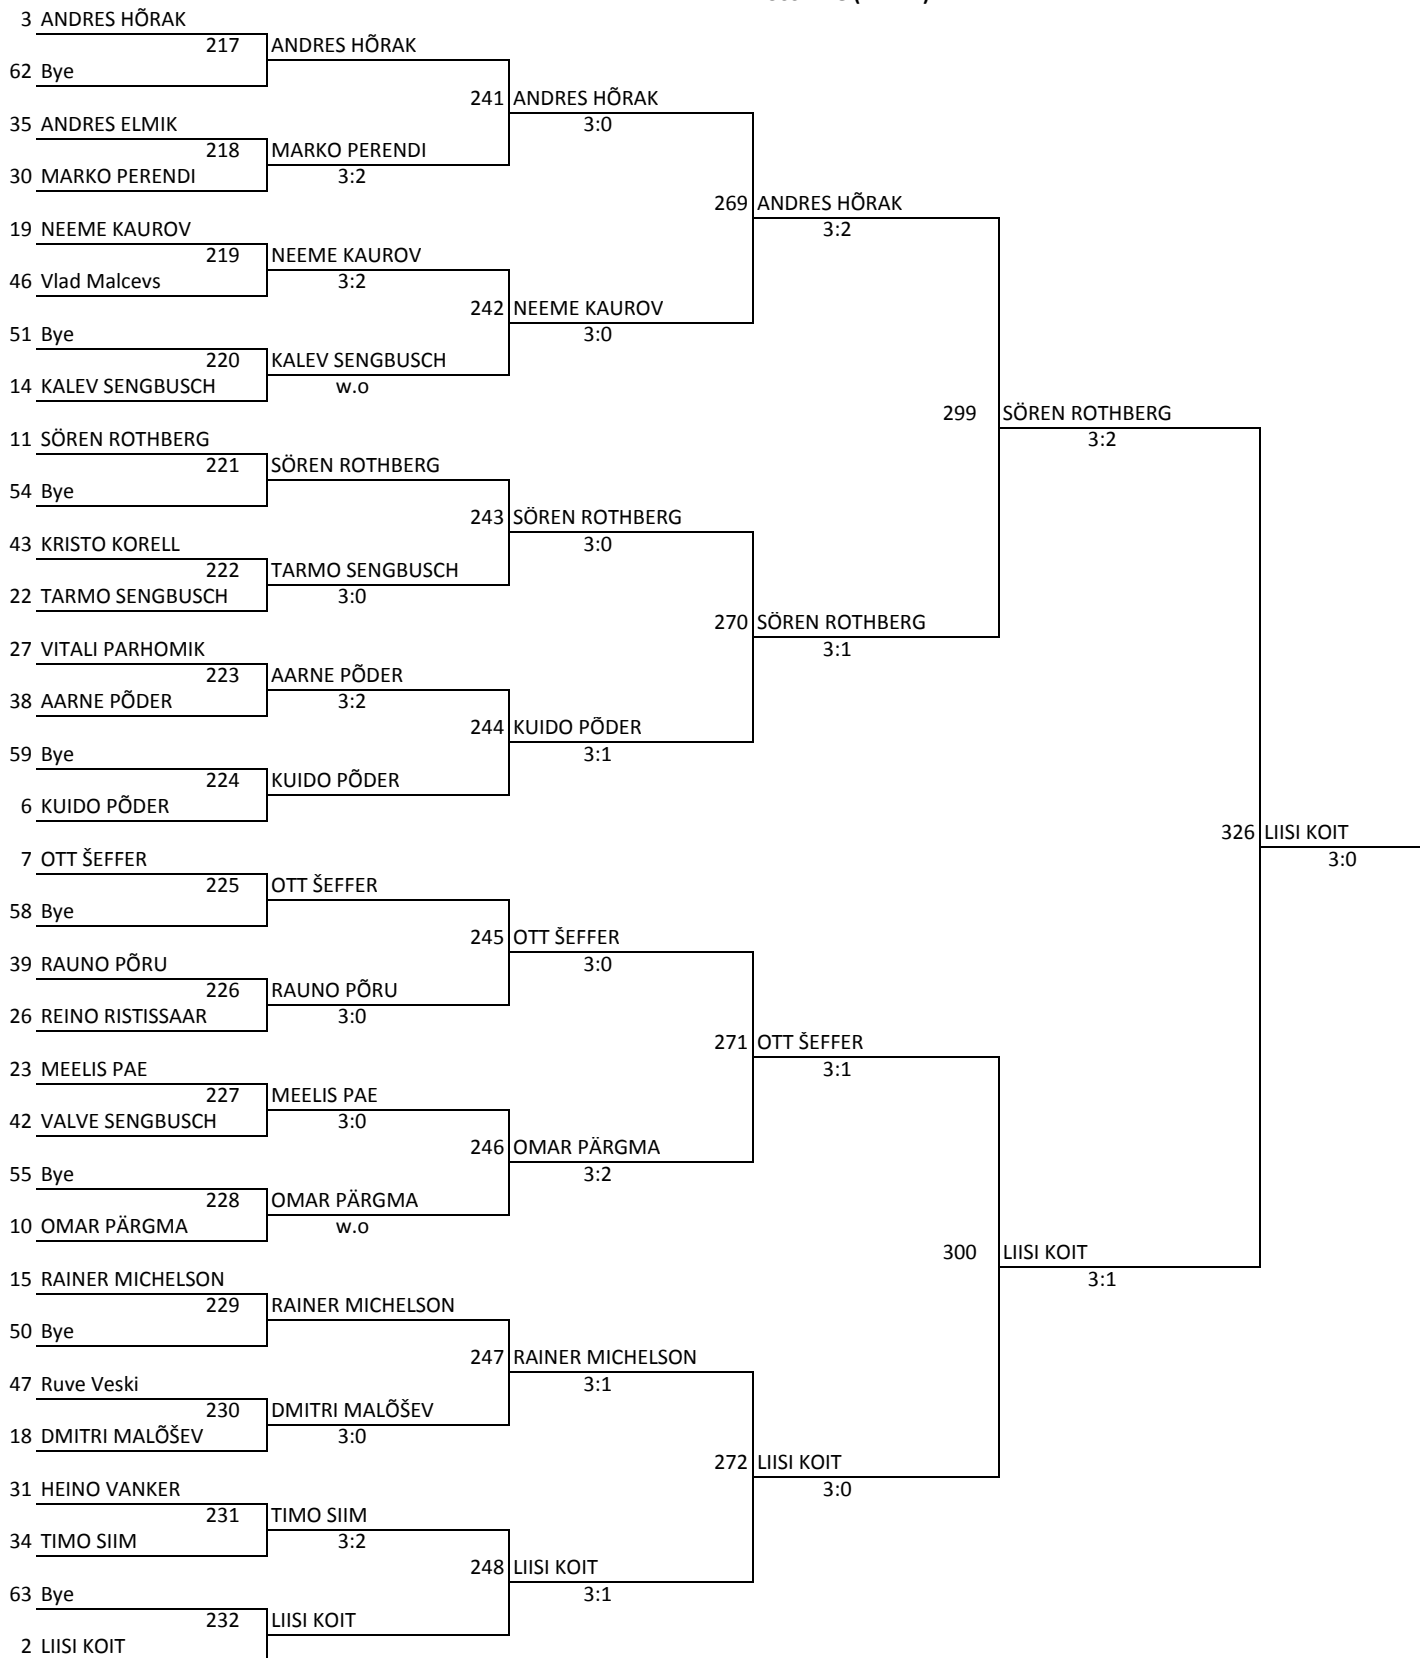 3 ANDRES HÕRAK
217 ANDRES HÕRAK
62 Bye
241 ANDRES HÕRAK
3:0
35 ANDRES ELMIK
218 MARKO PERENDI
30 MARKO PERENDI 3:2
269 ANDRES HÕRAK
3:2
19 NEEME KAUROV
219 NEEME KAUROV
46 Vlad Malcevs 3:2
242 NEEME KAUROV
3:0
51 Bye
220 KALEV SENGBUSCH
14 KALEV SENGBUSCH w.o
299 SÖREN ROTHBERG
3:2
11 SÖREN ROTHBERG
221 SÖREN ROTHBERG
54 Bye
243 SÖREN ROTHBERG
3:0
43 KRISTO KORELL
222 TARMO SENGBUSCH
22 TARMO SENGBUSCH 3:0
270 SÖREN ROTHBERG
3:1
27 VITALI PARHOMIK
223 AARNE PÕDER
38 AARNE PÕDER 3:2
244 KUIDO PÕDER
3:1
59 Bye
224 KUIDO PÕDER
6 KUIDO PÕDER
326 LIISI KOIT
3:0
7 OTT ŠEFFER
225 OTT ŠEFFER
58 Bye
245 OTT ŠEFFER
3:0
39 RAUNO PÕRU
226 RAUNO PÕRU
26 REINO RISTISSAAR 3:0
271 OTT ŠEFFER
3:1
23 MEELIS PAE
227 MEELIS PAE
42 VALVE SENGBUSCH 3:0
246 OMAR PÄRGMA
3:2
55 Bye
228 OMAR PÄRGMA
10 OMAR PÄRGMA w.o
300 LIISI KOIT
3:1
15 RAINER MICHELSON
229 RAINER MICHELSON
50 Bye
247 RAINER MICHELSON
3:1
47 Ruve Veski
230 DMITRI MALÕŠEV
18 DMITRI MALÕŠEV 3:0
272 LIISI KOIT
3:0
31 HEINO VANKER
231 TIMO SIIM
34 TIMO SIIM 3:2
248 LIISI KOIT
3:1
63 Bye
232 LIISI KOIT
2 LIISI KOIT